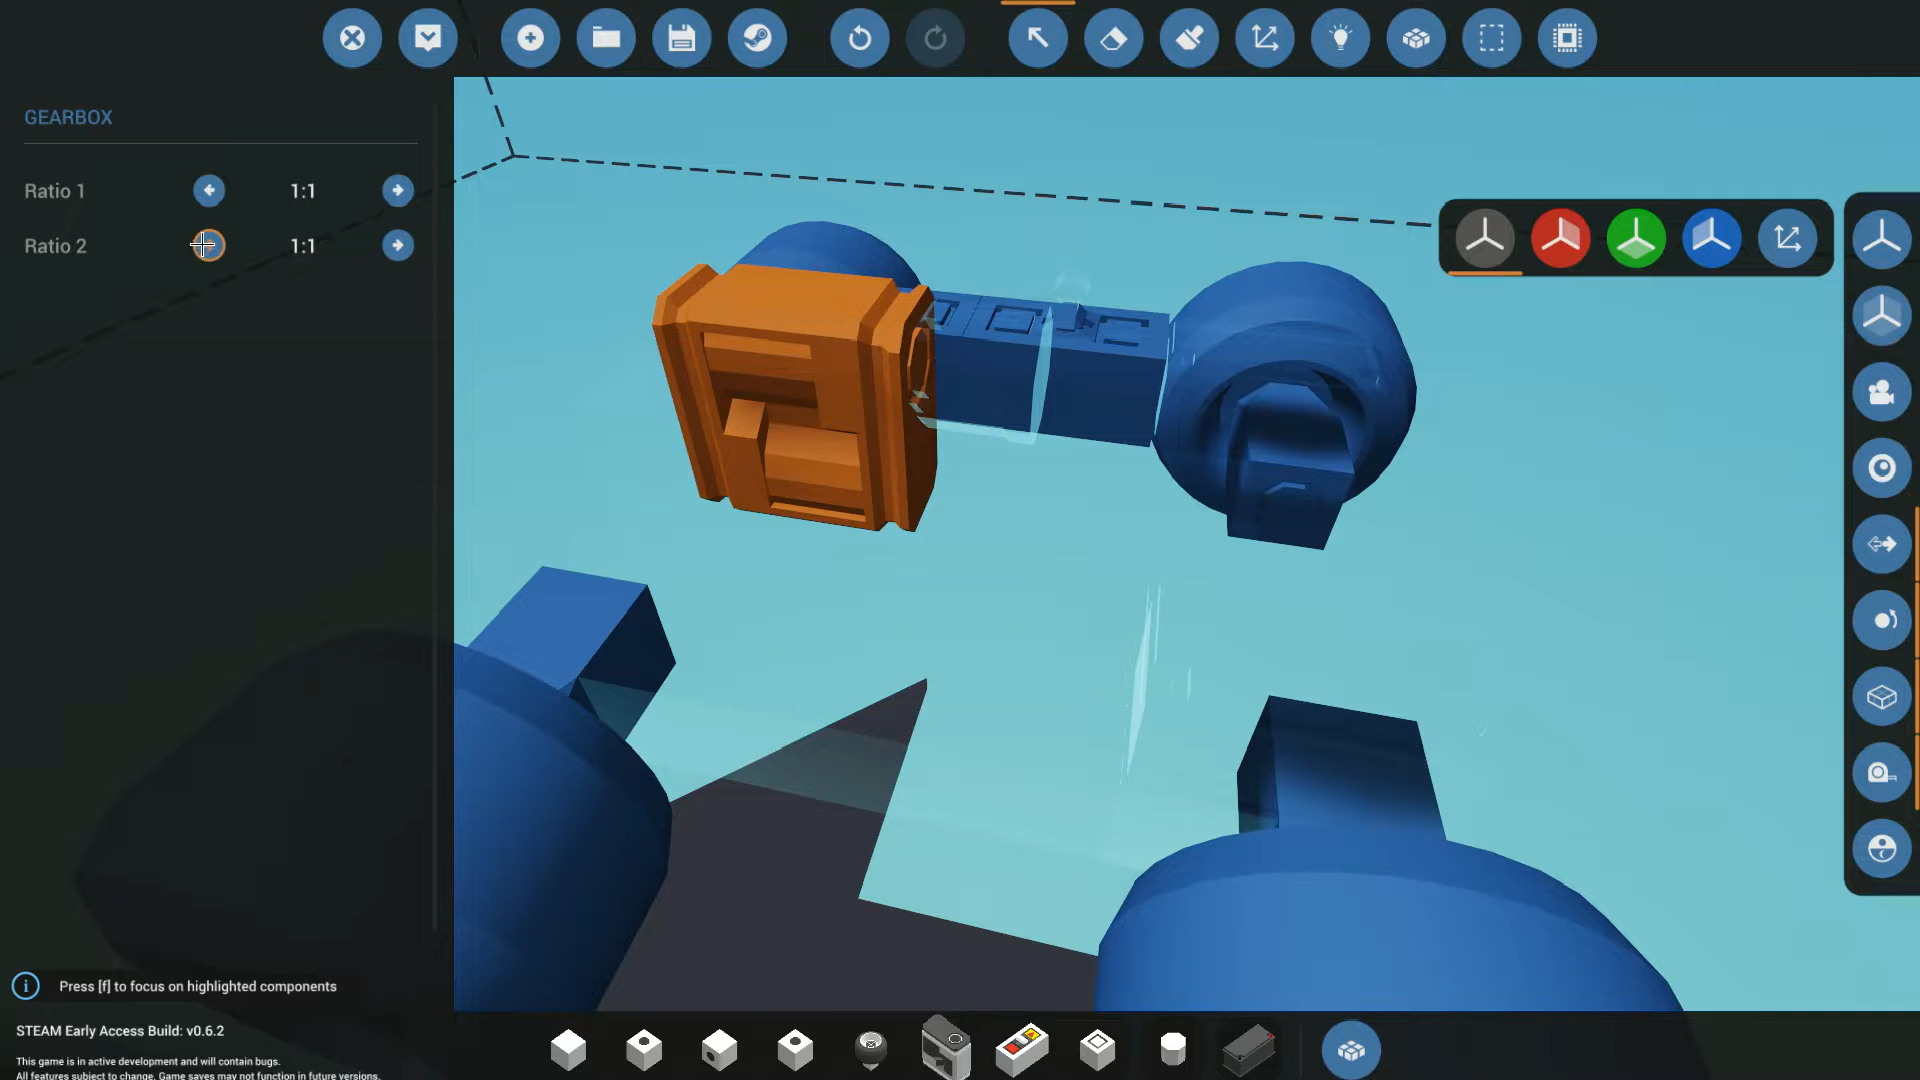 GEARBOX
Ratio 1 1:1
Ratio 2 1:1
Press [f] to focus on highlighted components
STEAM Early Access Build: v0.6.2
This game is in active development and will contain bugs.
All features subject to change. Game saves may not function in future versions.